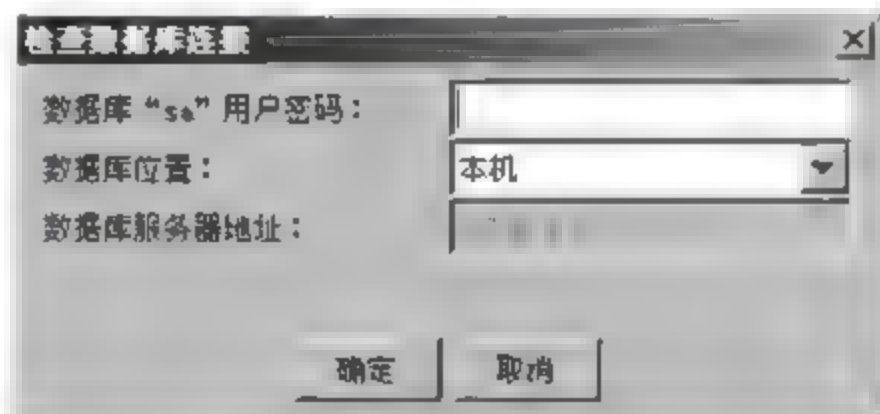 检查数据库连接
数据库“sa”用户密码：
数据库位置： 本机
数据库服务器地址：
确定 取消